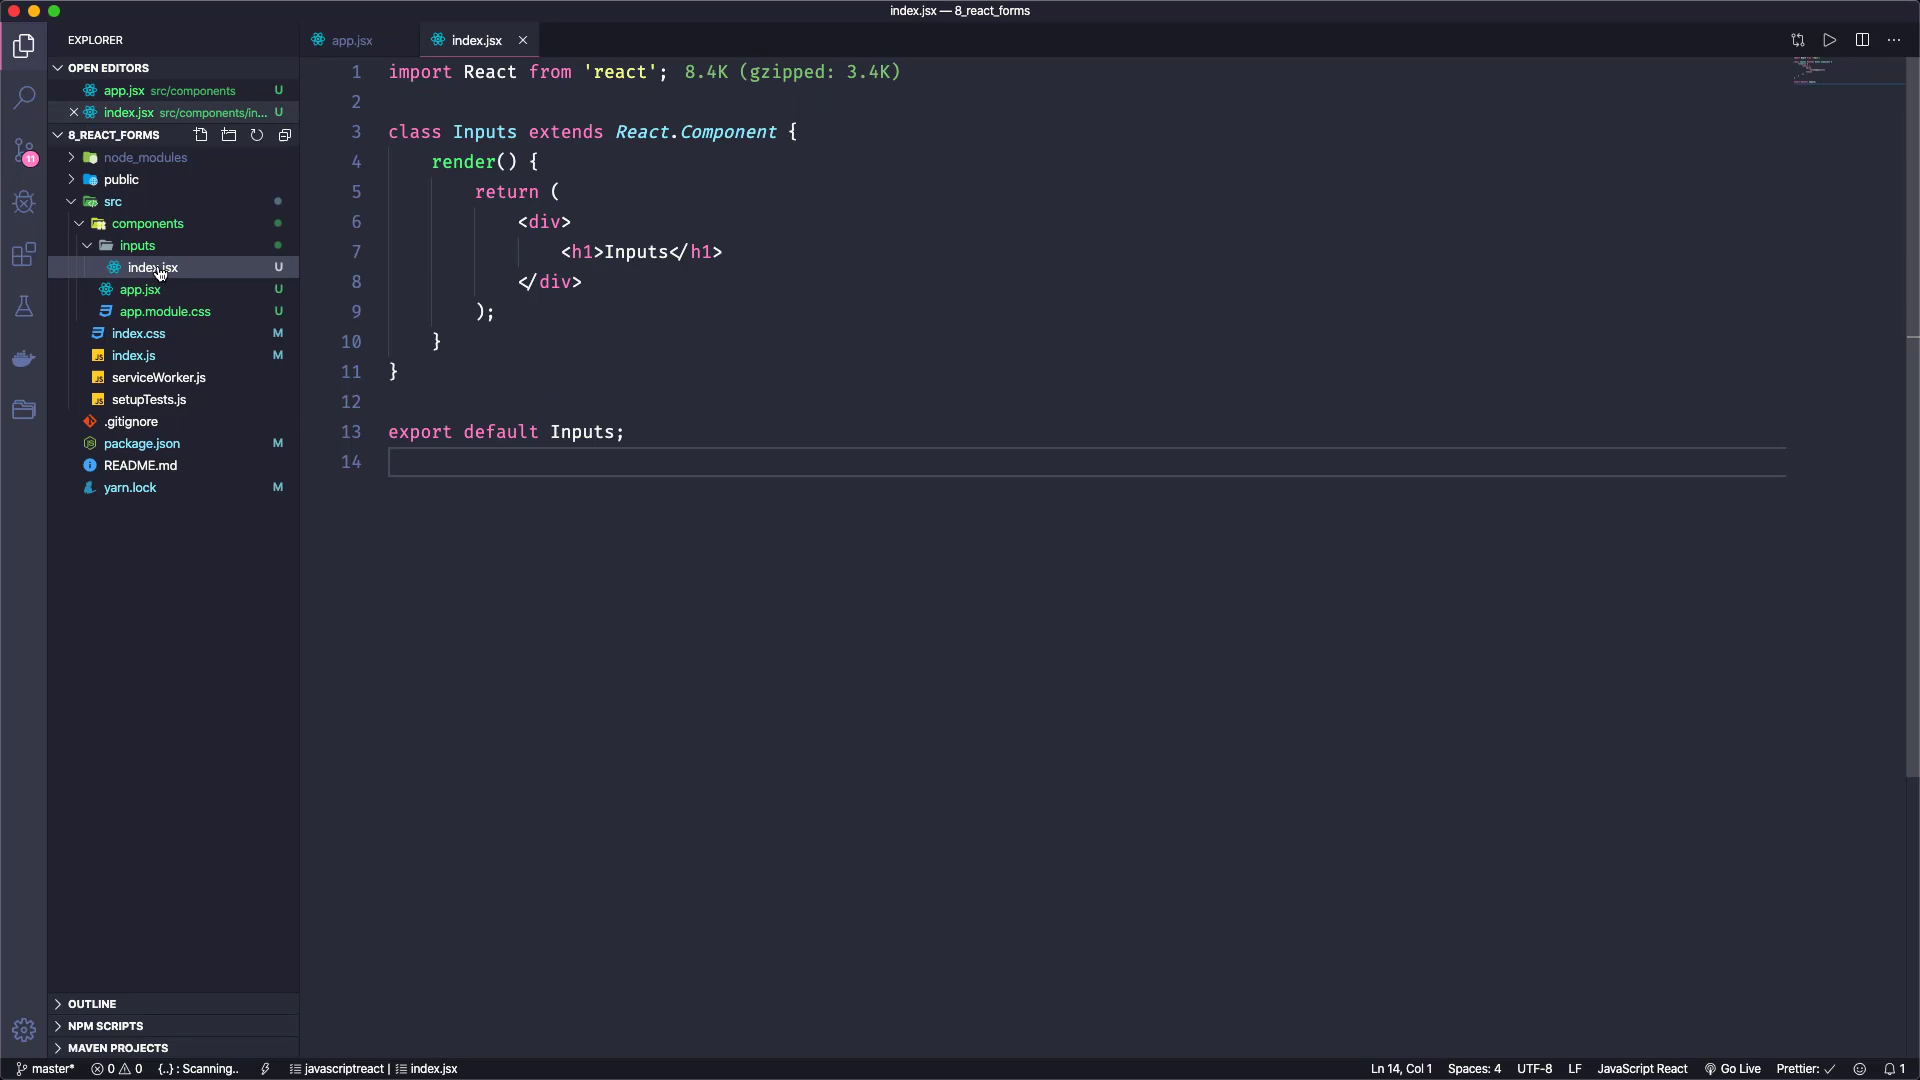 index.jsx — 8_react_forms
EXPLORER
OPEN EDITORS
app.jsx src/components U
index.jsx src/components/in... U
8_REACT_FORMS
node_modules
public
src
components
inputs
index.jsx U
app.jsx U
app.module.css U
index.css M
index.js M
serviceWorker.js
setupTests.js
.gitignore
package.json M
README.md
yarn.lock M
OUTLINE
NPM SCRIPTS
MAVEN PROJECTS
11
app.jsx
index.jsx
1 import React from 'react'; 8.4K (gzipped: 3.4K)
2
3 class Inputs extends React.Component {
4 render() {
5 return (
6 <div>
7 <h1>Inputs</h1>
8 </div>
9 );
10 }
11 }
12
13 export default Inputs;
14
master* 0 0 {..} : Scanning.. javascriptreact | index.jsx Ln 14, Col 1 Spaces: 4 UTF-8 LF JavaScript React Go Live Prettier: ✓ 1